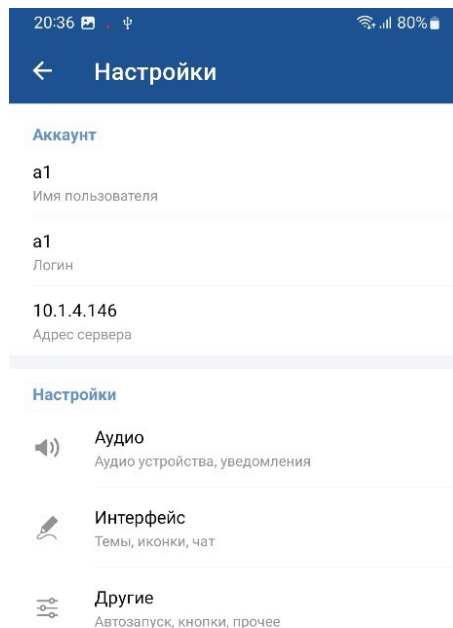 20:36
80%
Настройки
Аккаунт
a1
Имя пользователя
a1
Логин
10.1.4.146
Адрес сервера
Настройки
Аудио
Аудио устройства, уведомления
Интерфейс
Темы, иконки, чат
Другие
Автозапуск, кнопки, прочее